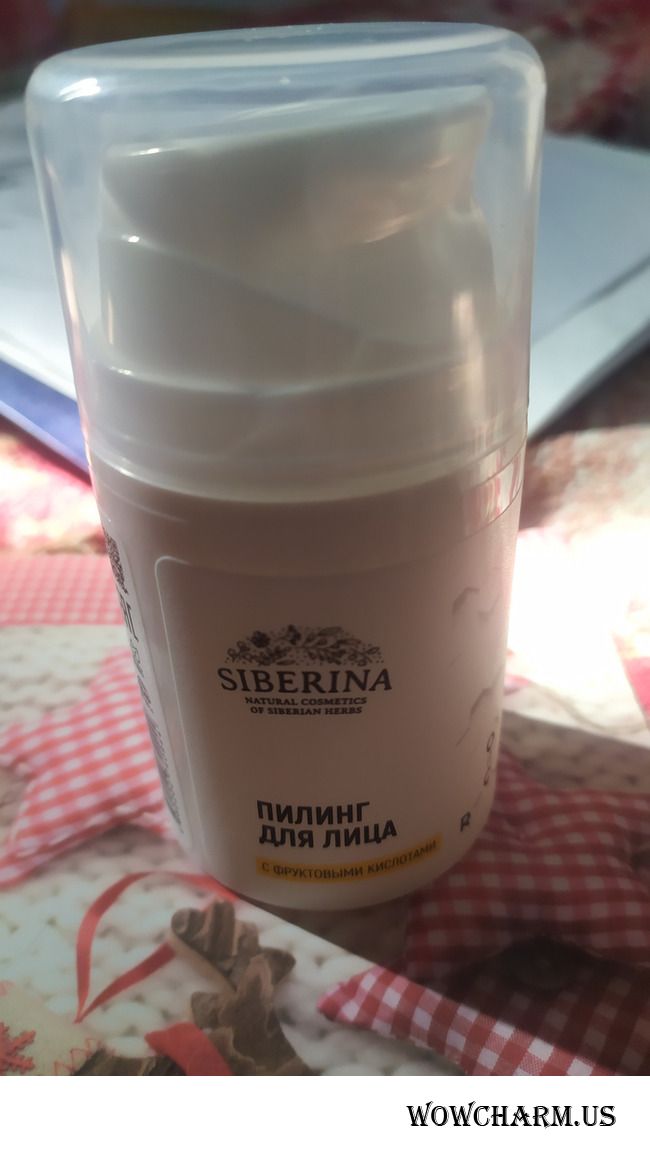 SIBERINA
NATURAL COSMETICS
OF SIBERIAN HERBS
ПИЛИНГ
ДЛЯ ЛИЦА
С ФРУКТОВЫМИ КИСЛОТАМИ
WOWCHARM.US